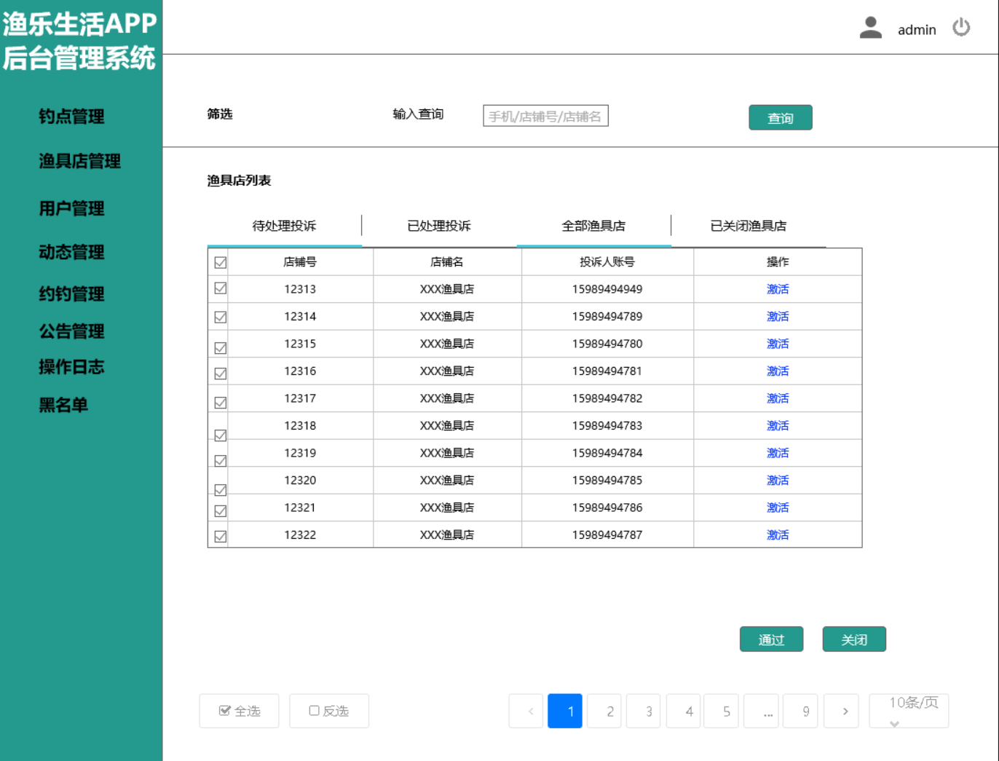 渔乐生活APP
后台管理系统
admin
钓点管理
渔具店管理
用户管理
动态管理
约钓管理
公告管理
操作日志
黑名单
筛选 输入查询 手机/店铺号/店铺名 查询
渔具店列表
待处理投诉 已处理投诉 全部渔具店 已关闭渔具店
店铺号 店铺名 投诉人账号 操作
12313 XXX渔具店 15989494949 激活
12314 XXX渔具店 15989494789 激活
12315 XXX渔具店 15989494780 激活
12316 XXX渔具店 15989494781 激活
12317 XXX渔具店 15989494782 激活
12318 XXX渔具店 15989494783 激活
12319 XXX渔具店 15989494784 激活
12320 XXX渔具店 15989494785 激活
12321 XXX渔具店 15989494786 激活
12322 XXX渔具店 15989494787 激活
通过 关闭
全选 反选 < 1 2 3 4 5 ... 9 > 10条/页